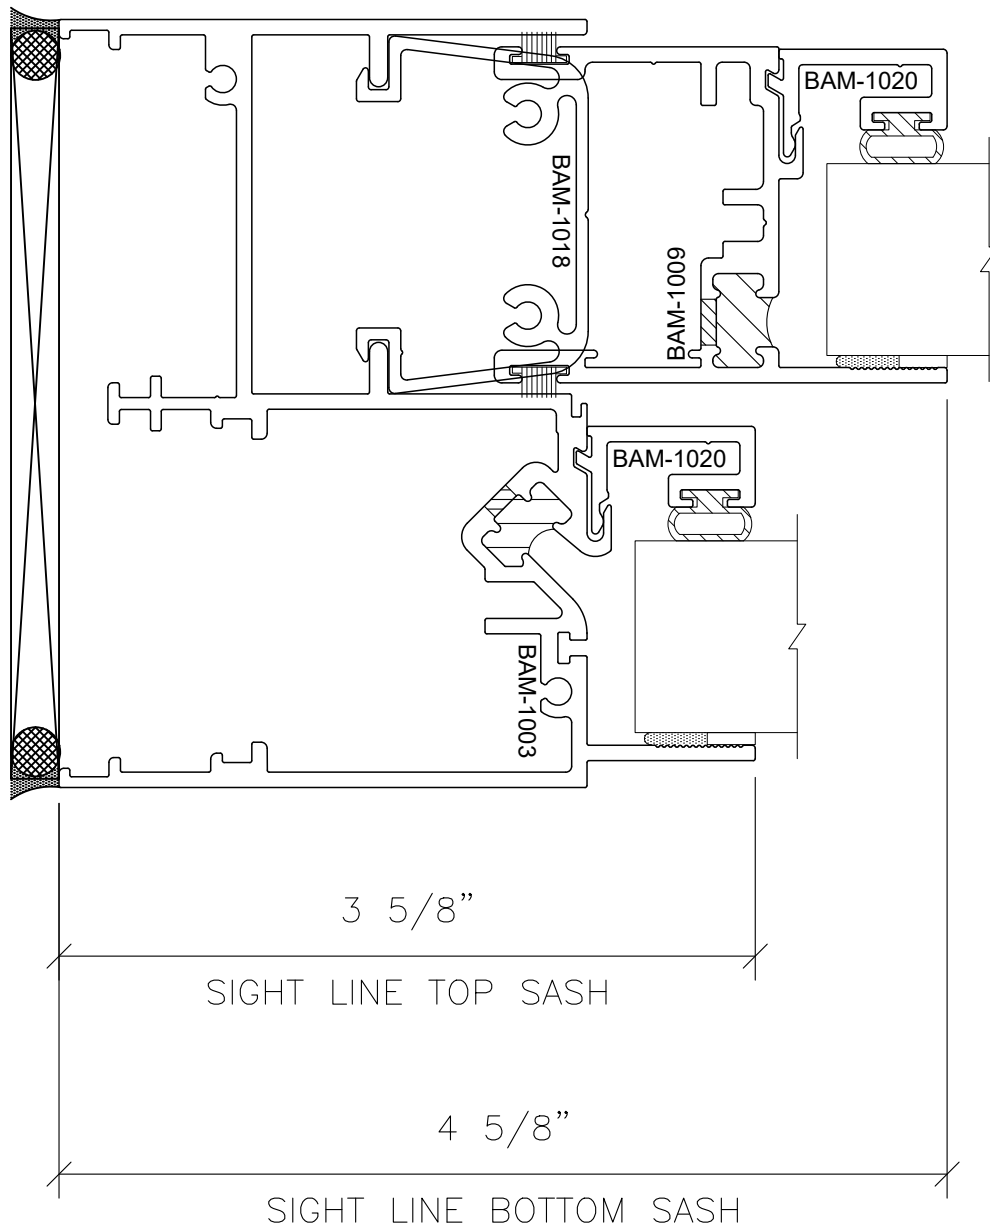 BAM-1020
BAM-1018
BAM-1009
BAM-1020
BAM-1003
3 5/8”
SIGHT LINE TOP SASH
4 5/8”
SIGHT LINE BOTTOM SASH